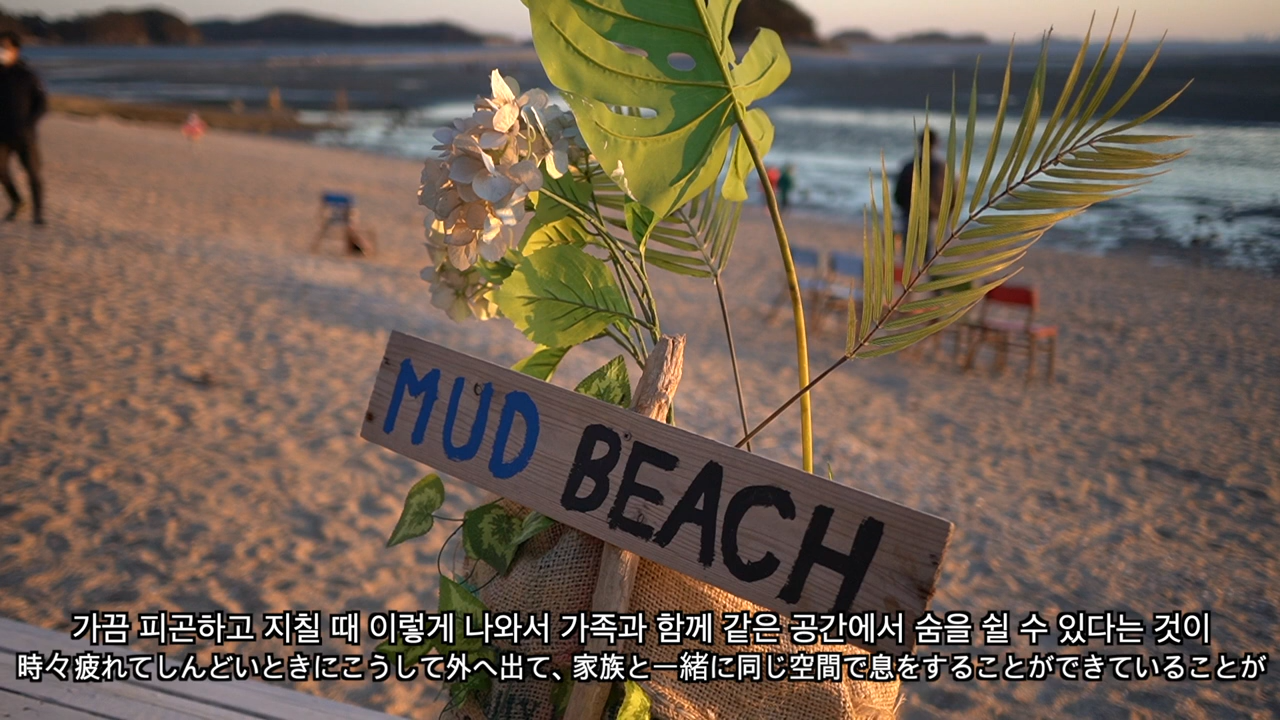 MUD BEACH
가끔 피곤하고 지칠 때 이렇게 나와서 가족과 함께 같은 공간에서 숨을 쉴 수 있다는 것이
時々疲れてしんどいときにこうして外へ出て、家族と一緒に同じ空間で息をすることができていることが